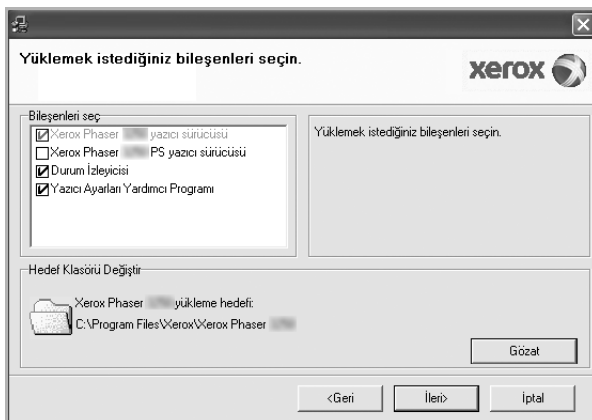 Yüklemek istediğiniz bileşenleri seçin.
xerox
Bileşenleri seç
Xerox Phaser yazıcı sürücüsü
Xerox Phaser PS yazıcı sürücüsü
Durum İzleyicisi
Yazıcı Ayarları Yardımcı Programı
Yüklemek istediğiniz bileşenleri seçin.
Hedef Klasörü Değiştir
Xerox Phaser yükleme hedefi:
C:\Program Files\Xerox\Xerox Phaser
Gözat
<Geri
İleri>
İptal